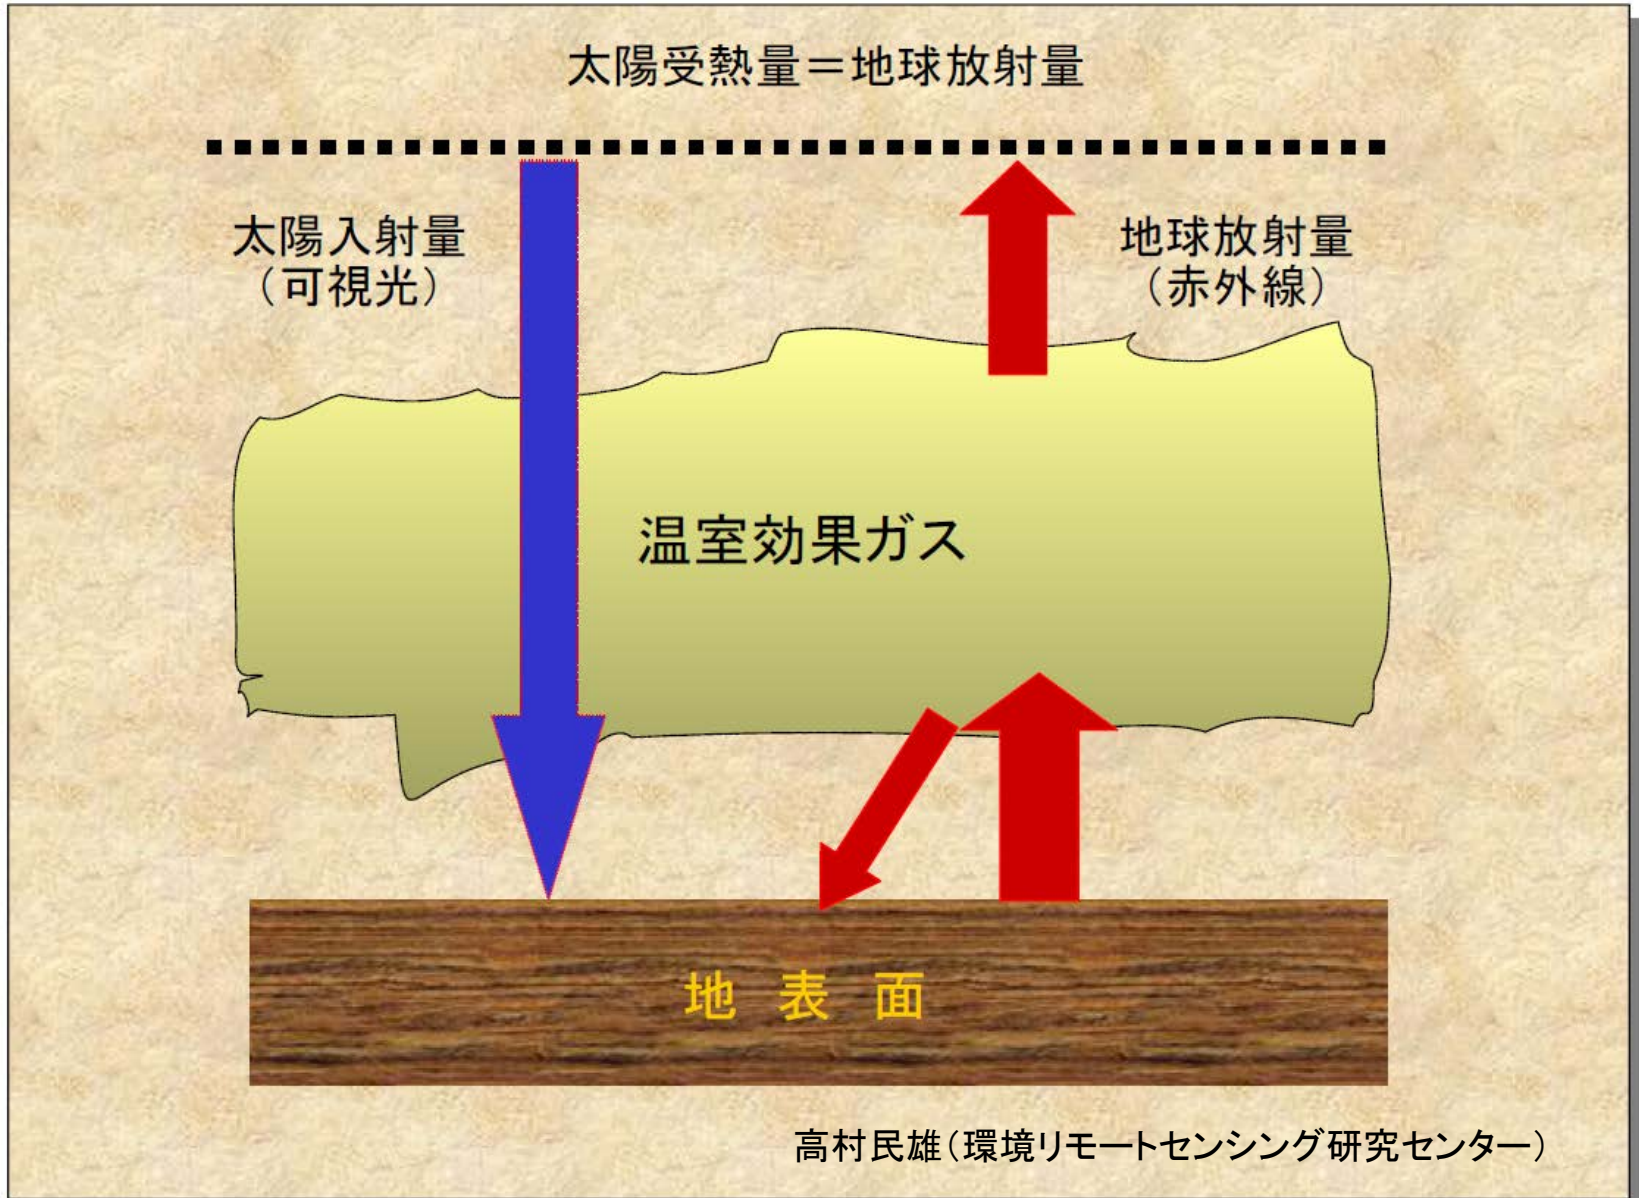 太陽受熱量＝地球放射量
太陽入射量
（可視光）
地球放射量
（赤外線）
温室効果ガス
地 表 面
高村民雄（環境リモートセンシング研究センター）